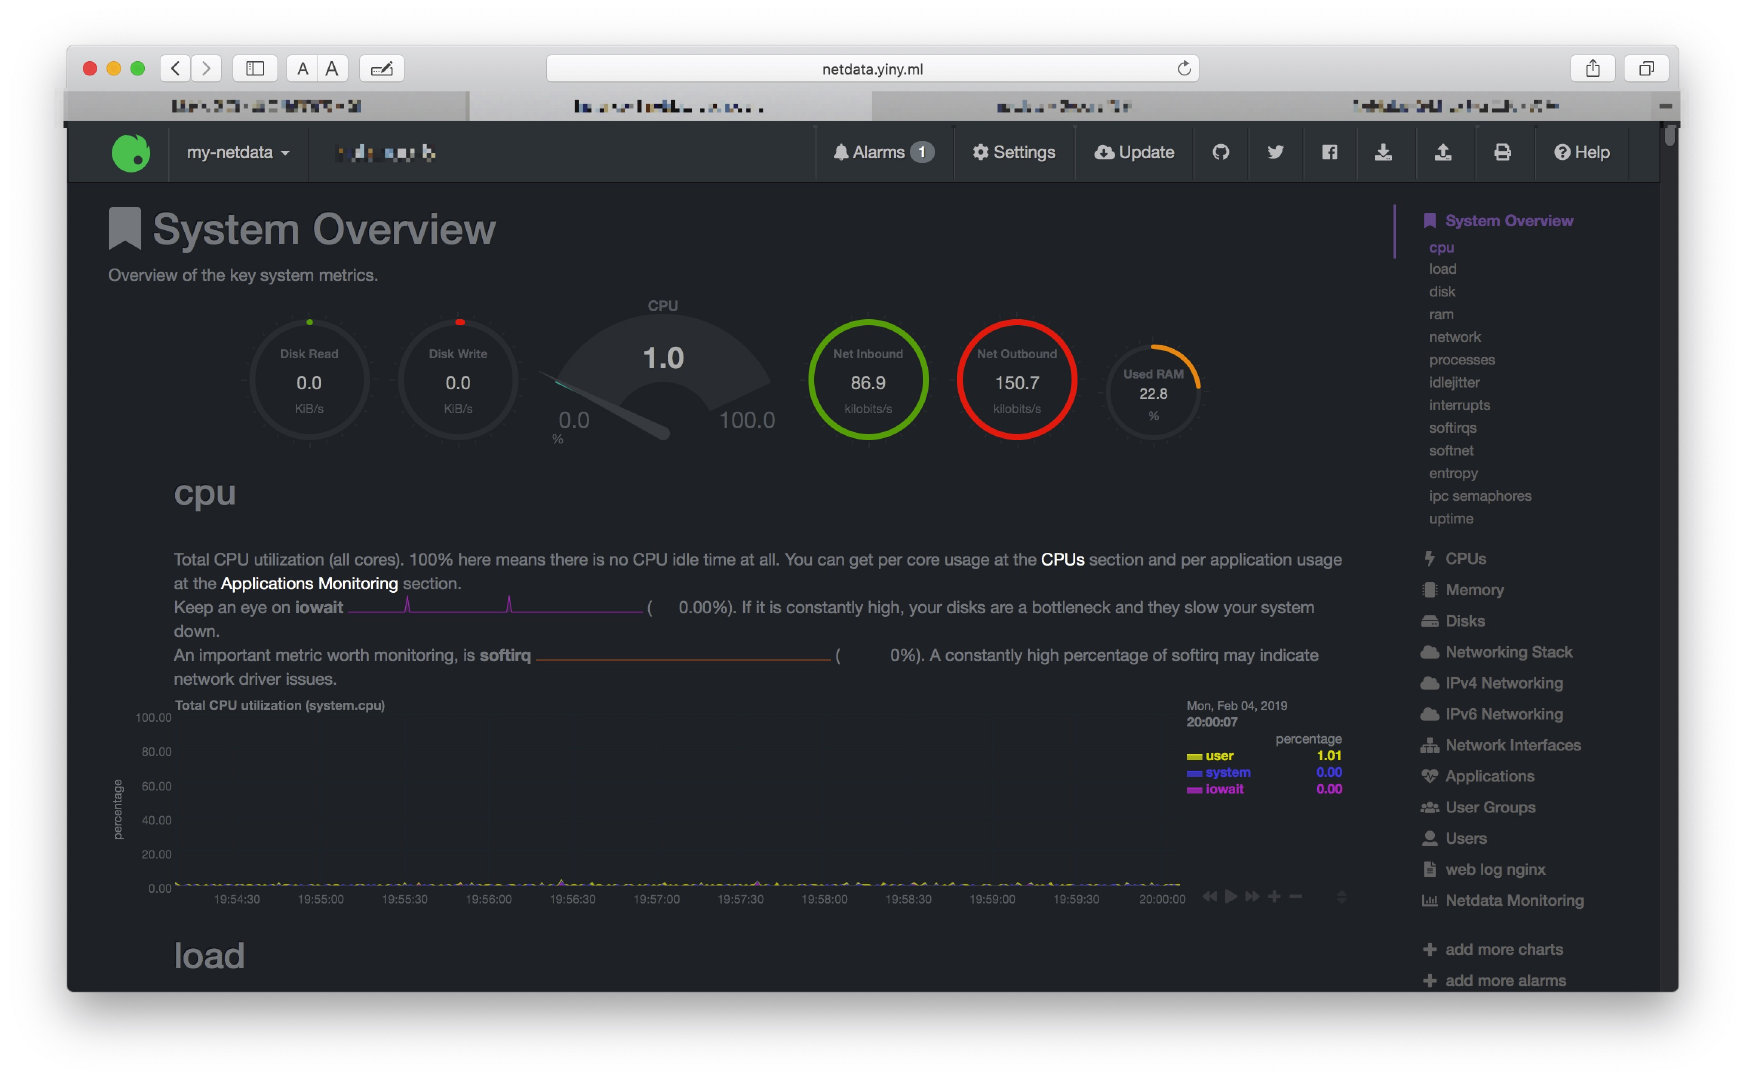 A A
netdata.yiny.ml
my-netdata
Alarms 1
Settings
Update
Help
System Overview
Overview of the key system metrics.
Disk Read
0.0
KiB/s
Disk Write
0.0
KiB/s
CPU
1.0
0.0
100.0
%
Net Inbound
86.9
kilobits/s
Net Outbound
150.7
kilobits/s
Used RAM
22.8
%
cpu
Total CPU utilization (all cores). 100% here means there is no CPU idle time at all. You can get per core usage at the CPUs section and per application usage
at the Applications Monitoring section.
Keep an eye on iowait ( 0.00%). If it is constantly high, your disks are a bottleneck and they slow your system
down.
An important metric worth monitoring, is softirq ( 0%). A constantly high percentage of softirq may indicate
network driver issues.
Total CPU utilization (system.cpu)
Mon, Feb 04, 2019
20:00:07
percentage
user 1.01
system 0.00
iowait 0.00
percentage
100.00
80.00
60.00
40.00
20.00
0.00
19:54:30 19:55:00 19:55:30 19:56:00 19:56:30 19:57:00 19:57:30 19:58:00 19:58:30 19:59:00 19:59:30 20:00:00
load
System Overview
cpu
load
disk
ram
network
processes
idlejitter
interrupts
softirqs
softnet
entropy
ipc semaphores
uptime
CPUs
Memory
Disks
Networking Stack
IPv4 Networking
IPv6 Networking
Network Interfaces
Applications
User Groups
Users
web log nginx
Netdata Monitoring
add more charts
add more alarms